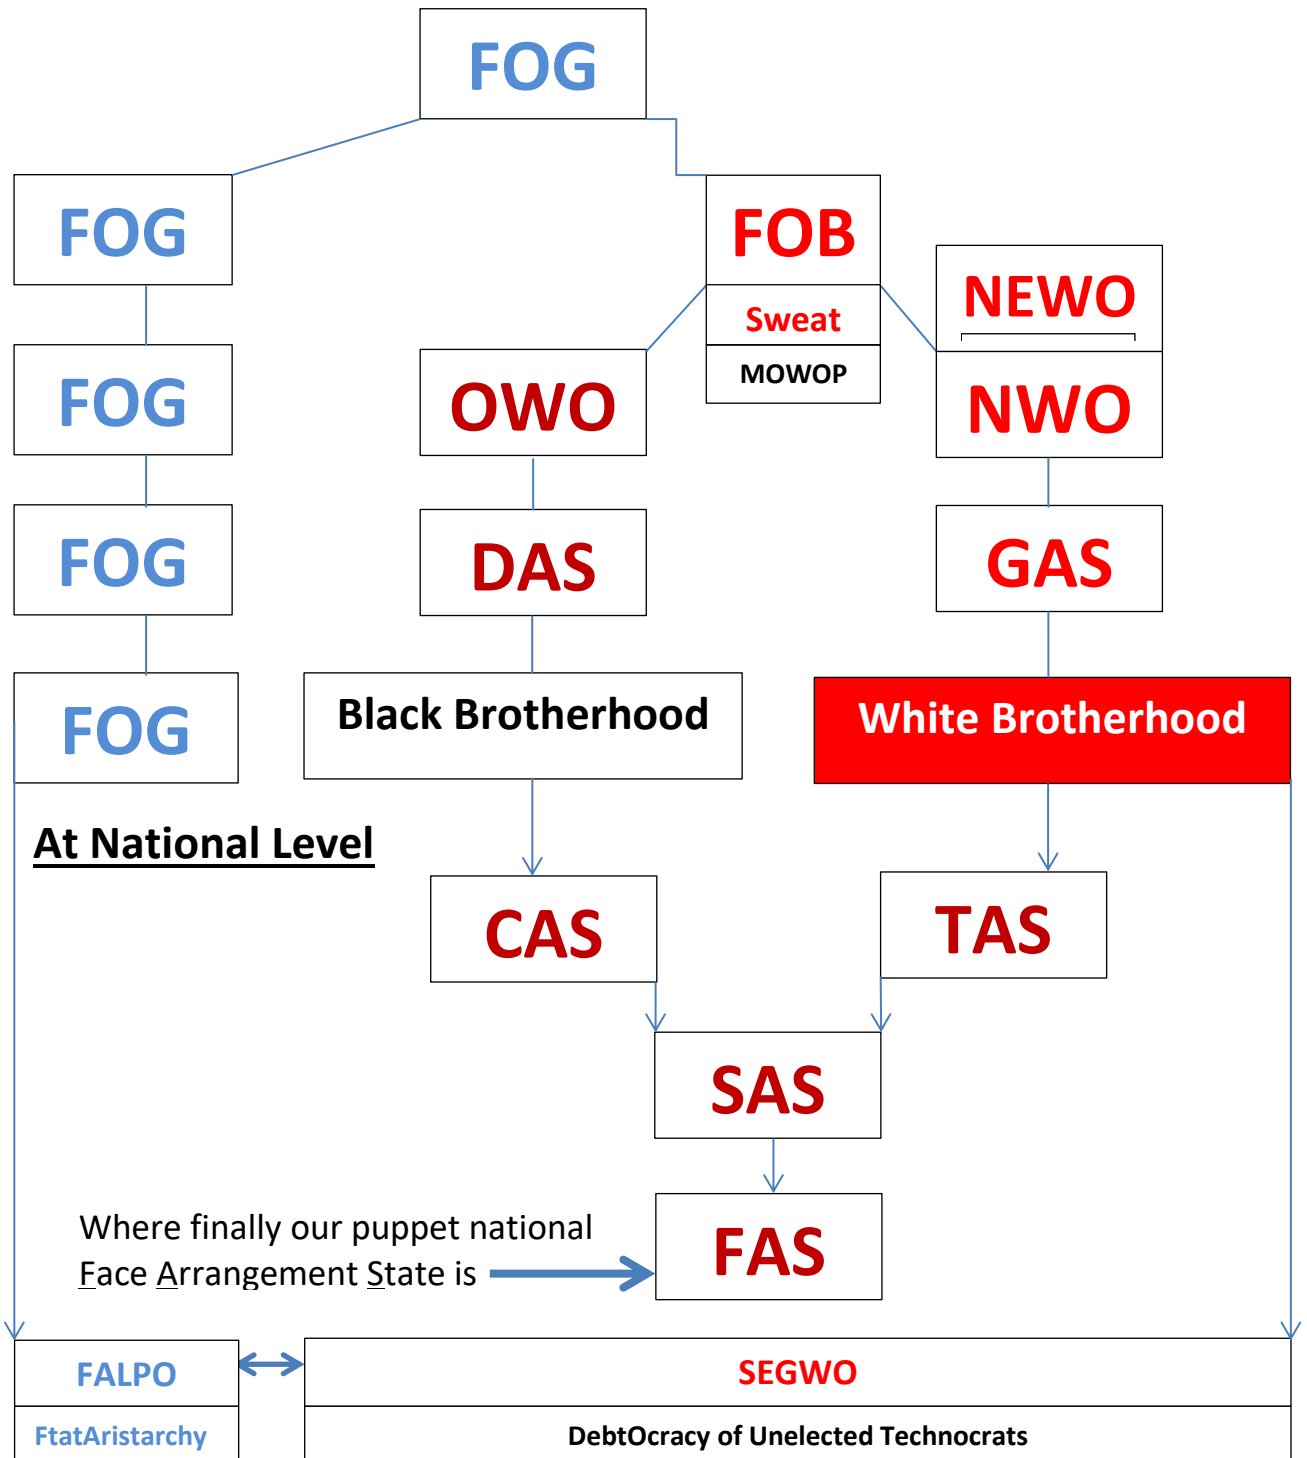 FOG
FOG
FOB
NEWO
Sweat
MOWOP
FOG
OWO
NWO
FOG
DAS
GAS
FOG
Black Brotherhood
White Brotherhood
At National Level
CAS
TAS
SAS
Where finally our puppet national
Face Arrangement State is
FAS
FALPO
SEGWO
FtatAristarchy
DebtOcracy of Unelected Technocrats